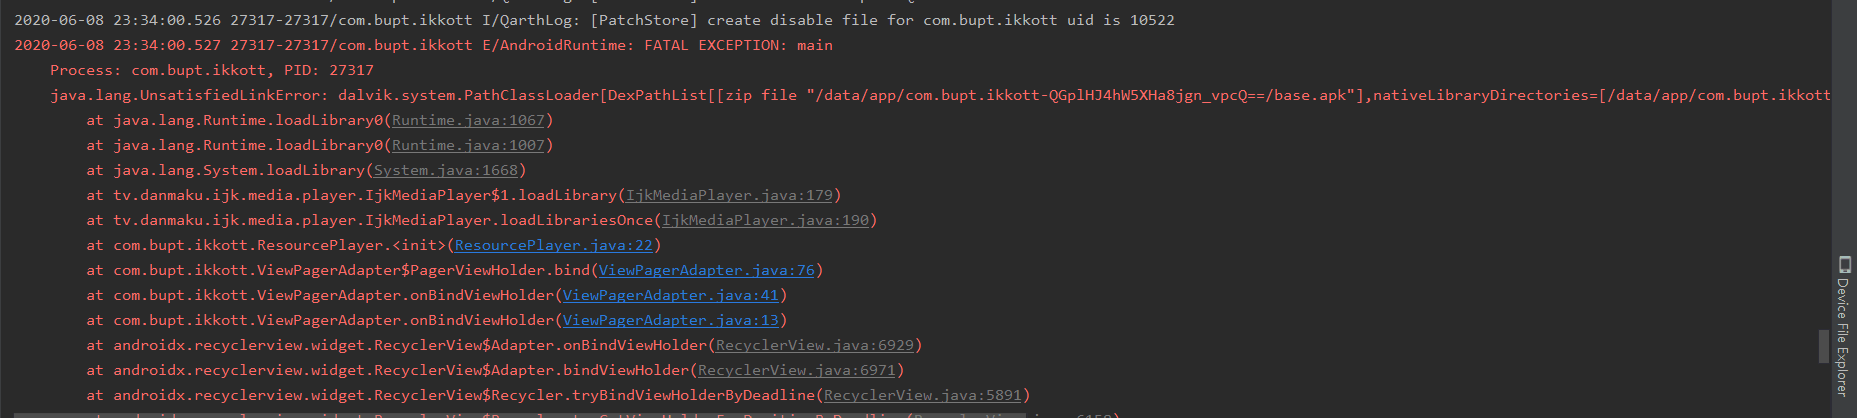 2020-06-08 23:34:00.526 27317-27317/com.bupt.ikkott I/QarthLog: [PatchStore] create disable file for com.bupt.ikkott uid is 10522
2020-06-08 23:34:00.527 27317-27317/com.bupt.ikkott E/AndroidRuntime: FATAL EXCEPTION: main
Process: com.bupt.ikkott, PID: 27317
java.lang.UnsatisfiedLinkError: dalvik.system.PathClassLoader[DexPathList[[zip file "/data/app/com.bupt.ikkott-QGplHJ4hW5XHa8jgn_vpcQ==/base.apk"],nativeLibraryDirectories=[/data/app/com.bupt.ikkott
at java.lang.Runtime.loadLibrary0(Runtime.java:1067)
at java.lang.Runtime.loadLibrary0(Runtime.java:1007)
at java.lang.System.loadLibrary(System.java:1668)
at tv.danmaku.ijk.media.player.IjkMediaPlayer$1.loadLibrary(IjkMediaPlayer.java:179)
at tv.danmaku.ijk.media.player.IjkMediaPlayer.loadLibrariesOnce(IjkMediaPlayer.java:190)
at com.bupt.ikkott.ResourcePlayer.<init>(ResourcePlayer.java:22)
at com.bupt.ikkott.ViewPagerAdapter$PagerViewHolder.bind(ViewPagerAdapter.java:76)
at com.bupt.ikkott.ViewPagerAdapter.onBindViewHolder(ViewPagerAdapter.java:41)
at com.bupt.ikkott.ViewPagerAdapter.onBindViewHolder(ViewPagerAdapter.java:13)
at androidx.recyclerview.widget.RecyclerView$Adapter.onBindViewHolder(RecyclerView.java:6929)
at androidx.recyclerview.widget.RecyclerView$Adapter.bindViewHolder(RecyclerView.java:6971)
at androidx.recyclerview.widget.RecyclerView$Recycler.tryBindViewHolderByDeadline(RecyclerView.java:5891)
Device File Explorer